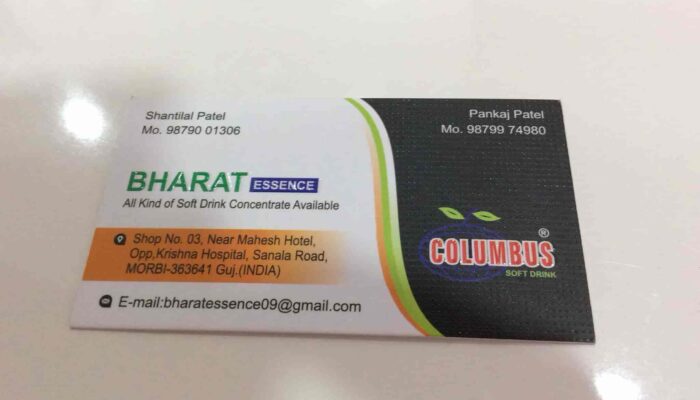 Shantilal Patel
Mo. 98790 01306
Pankaj Patel
Mo. 98799 74980
BHARAT ESSENCE
All Kind of Soft Drink Concentrate Available
Shop No. 03, Near Mahesh Hotel,
Opp,Krishna Hospital, Sanala Road,
MORBI-363641 Guj.(INDIA)
E-mail:bharatessence09@gmail.com
COLUMBUS®
SOFT DRINK